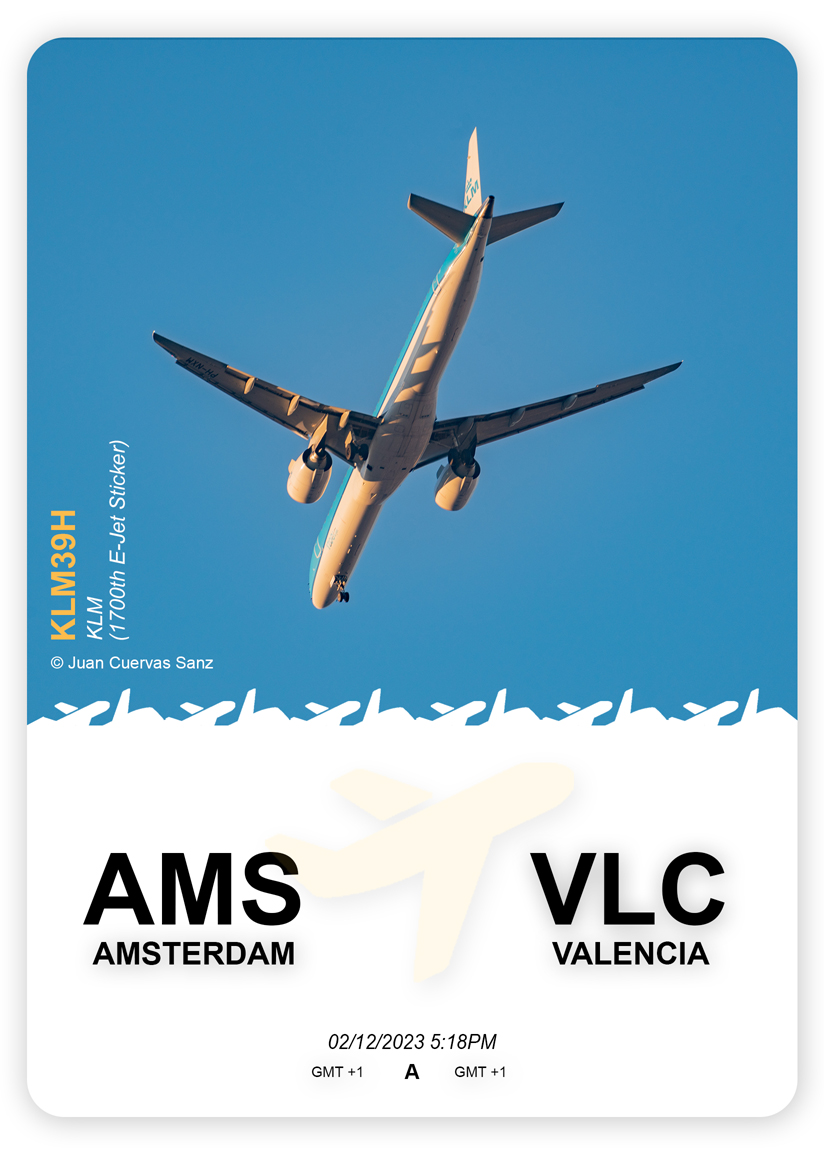 KLM
KLM39H
KLM
(1700th E-Jet Sticker)
© Juan Cuervas Sanz
AMS
AMSTERDAM
VLC
VALENCIA
02/12/2023 5:18PM
GMT +1 A GMT +1